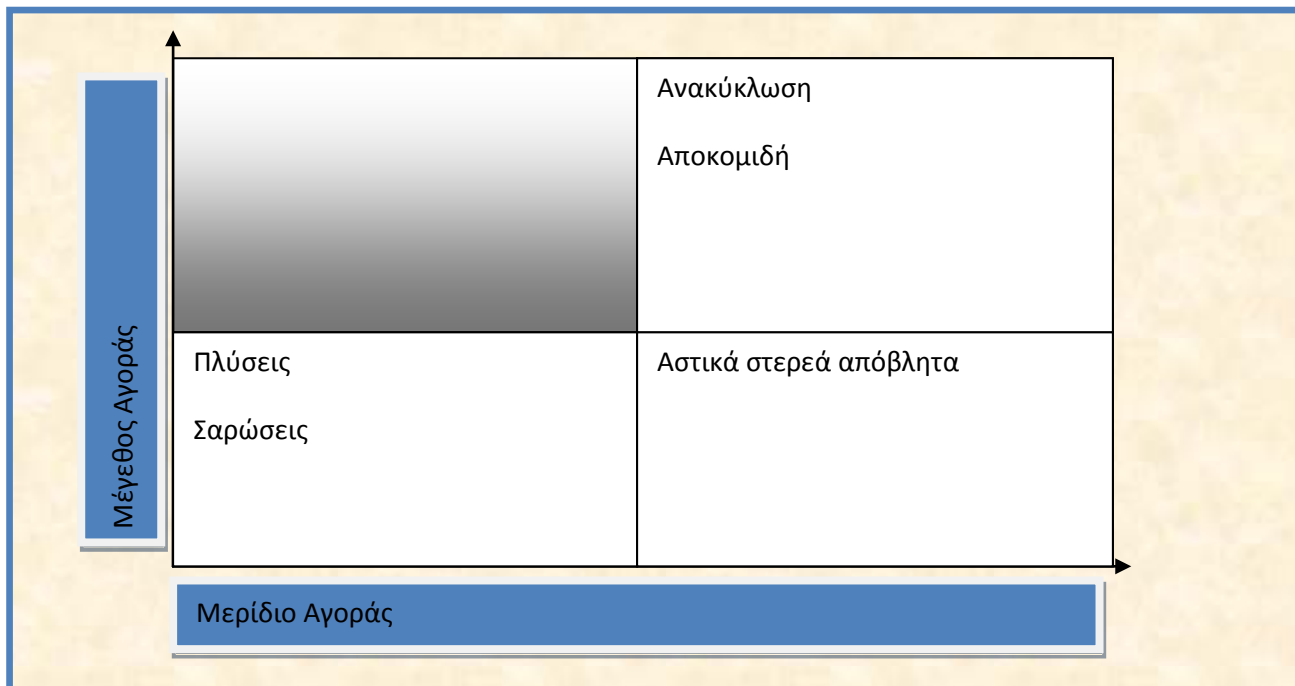 Ανακύκλωση
Αποκομιδή
Μέγεθος Αγοράς
Πλύσεις
Αστικά στερεά απόβλητα
Σαρώσεις
Μερίδιο Αγοράς